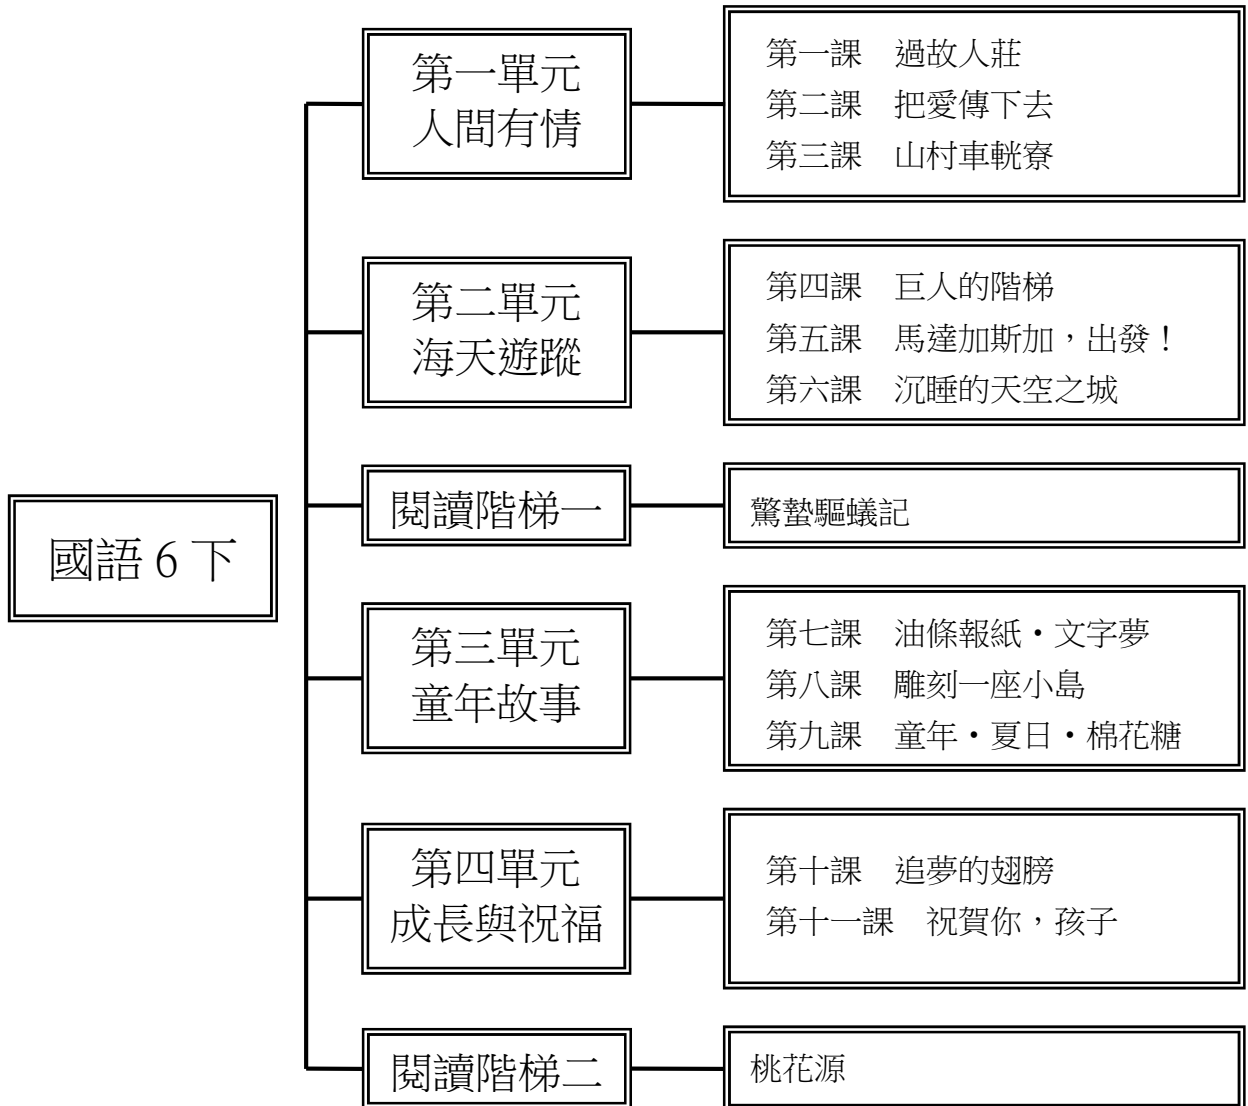 國語 6 下
第一單元
人間有情
第一課　過故人莊
第二課　把愛傳下去
第三課　山村車輄寮
第二單元
海天遊蹤
第四課　巨人的階梯
第五課　馬達加斯加，出發！
第六課　沉睡的天空之城
閱讀階梯一
驚蟄驅蟻記
第三單元
童年故事
第七課　油條報紙・文字夢
第八課　雕刻一座小島
第九課　童年・夏日・棉花糖
第四單元
成長與祝福
第十課　追夢的翅膀
第十一課　祝賀你，孩子
閱讀階梯二
桃花源